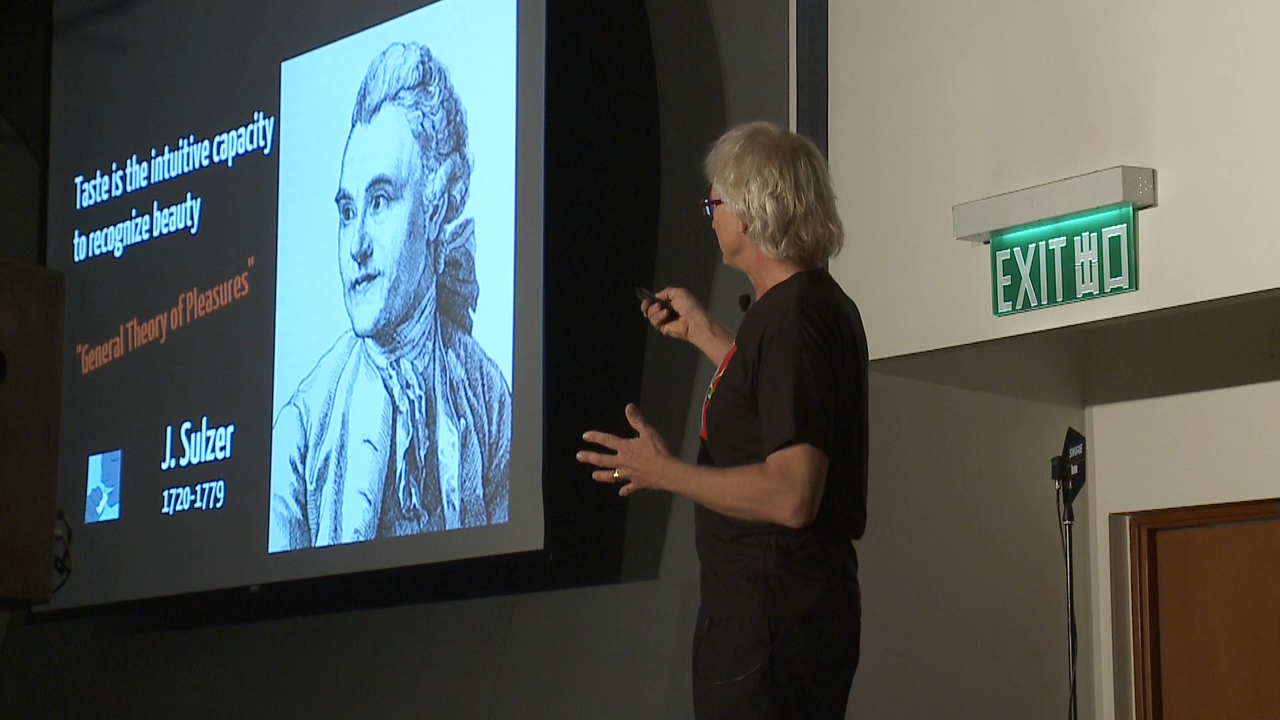 Taste is the intuitive capacity
to recognize beauty
"General Theory of Pleasures"
J. Sulzer
1720-1779
EXIT 出口